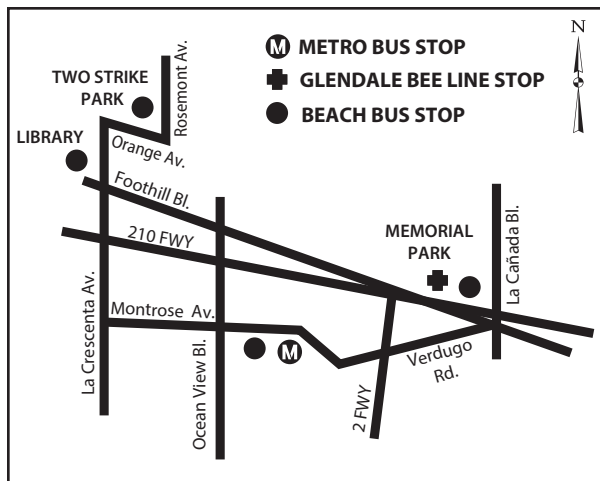 N
M METRO BUS STOP
GLENDALE BEE LINE STOP
BEACH BUS STOP
TWO STRIKE
PARK
Rosemont Av.
LIBRARY
Orange Av.
Foothill Bl.
210 FWY
MEMORIAL
PARK
La Cañada Bl.
La Crescenta Av.
Montrose Av.
Ocean View Bl.
M
2 FWY
Verdugo
Rd.